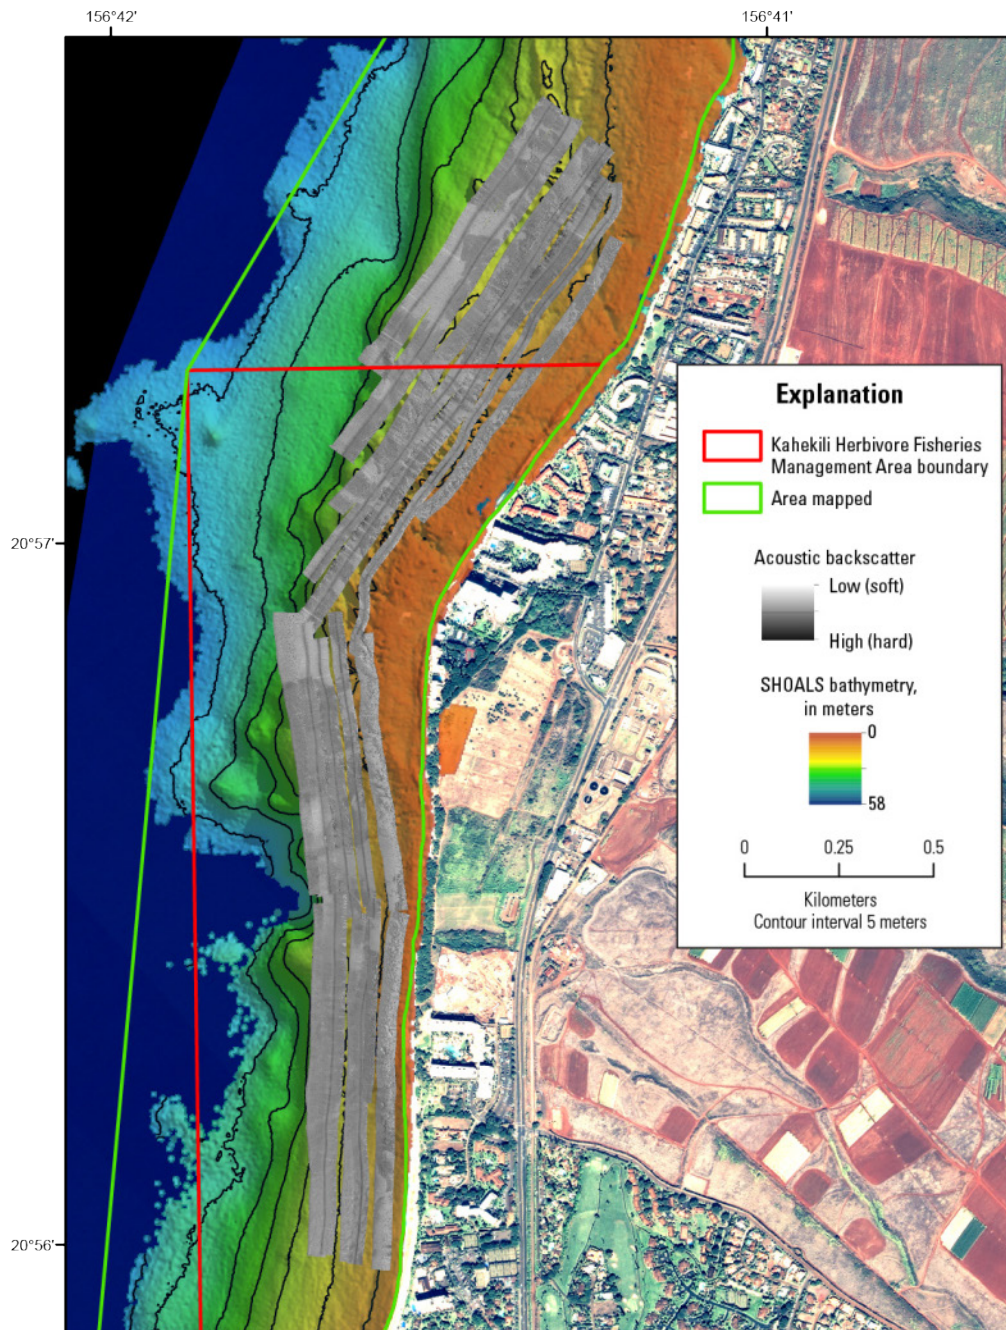 156°42'
156°41'
20°57'
20°56'
Explanation
Kahekili Herbivore Fisheries
Management Area boundary
Area mapped
Acoustic backscatter
Low (soft)
High (hard)
SHOALS bathymetry,
in meters
0
58
0 0.25 0.5
Kilometers
Contour interval 5 meters